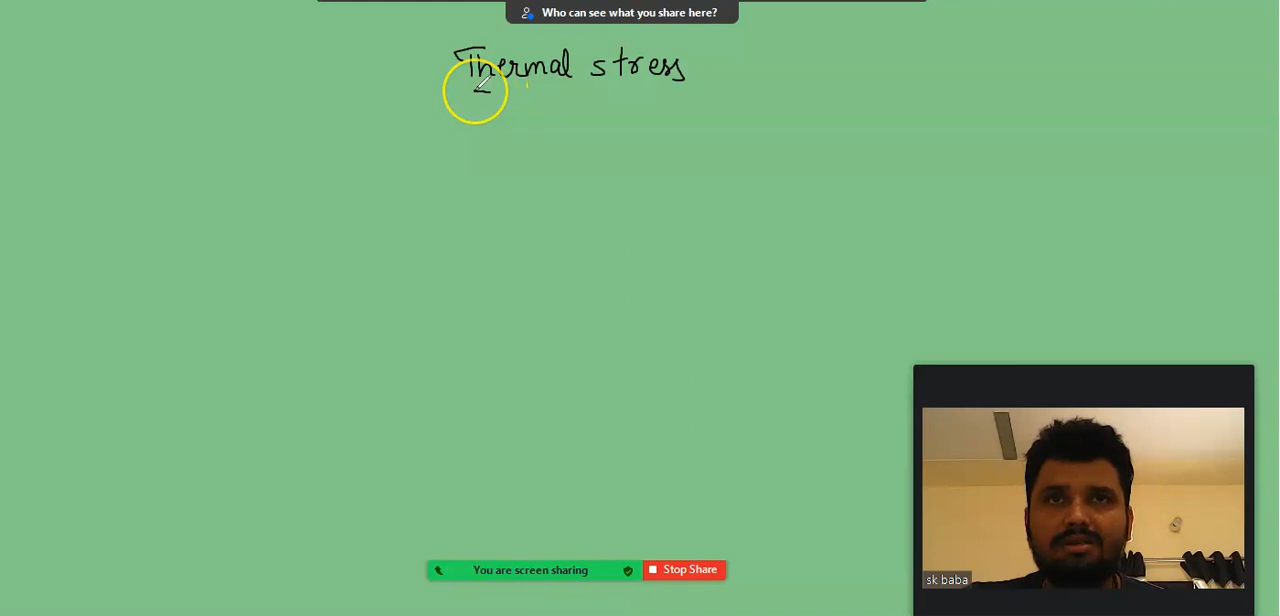 Who can see what you share here?
Thermal stress
sk baba
You are screen sharing
Stop Share